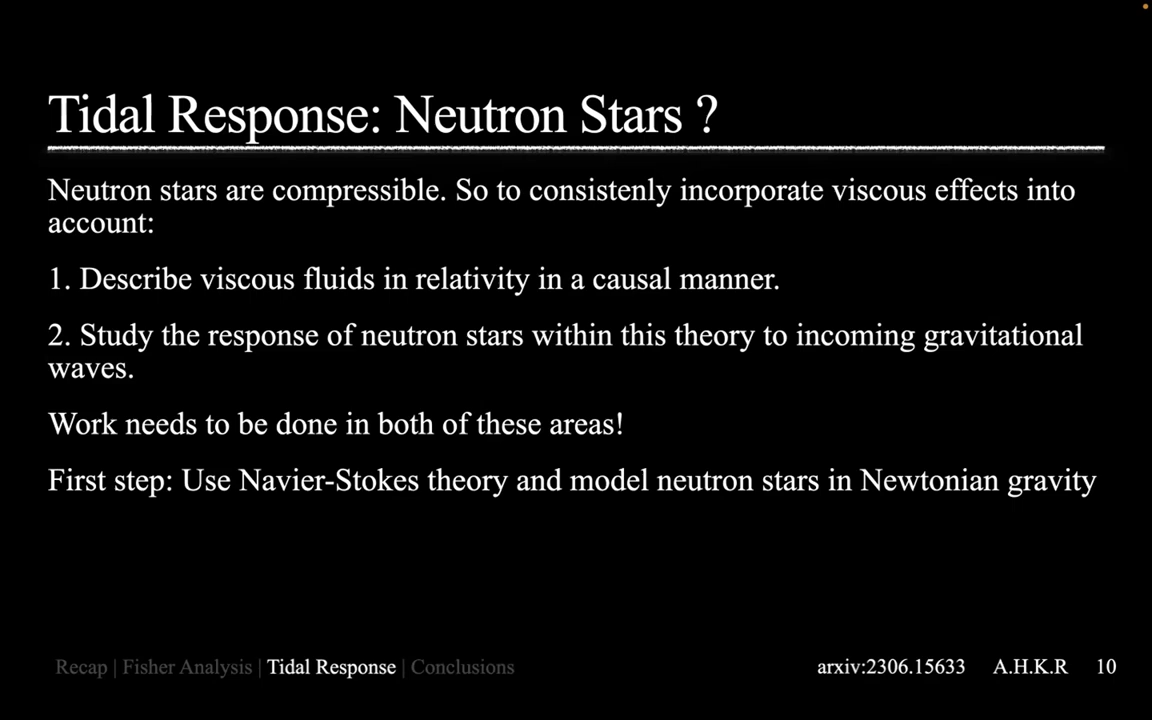 Tidal Response: Neutron Stars ?
Neutron stars are compressible. So to consistenly incorporate viscous effects into
account:
1. Describe viscous fluids in relativity in a causal manner.
2. Study the response of neutron stars within this theory to incoming gravitational
waves.
Work needs to be done in both of these areas!
First step: Use Navier-Stokes theory and model neutron stars in Newtonian gravity
Recap | Fisher Analysis | Tidal Response | Conclusions arxiv:2306.15633 A.H.K.R 10